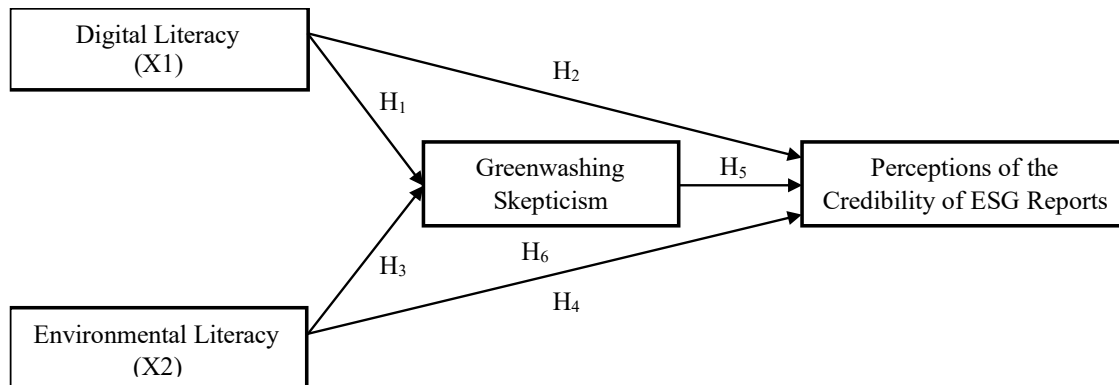 Digital Literacy
(X1)
H₂
H₁
Greenwashing
Skepticism
H₅
Perceptions of the
Credibility of ESG Reports
H₃
H₆
H₄
Environmental Literacy
(X2)